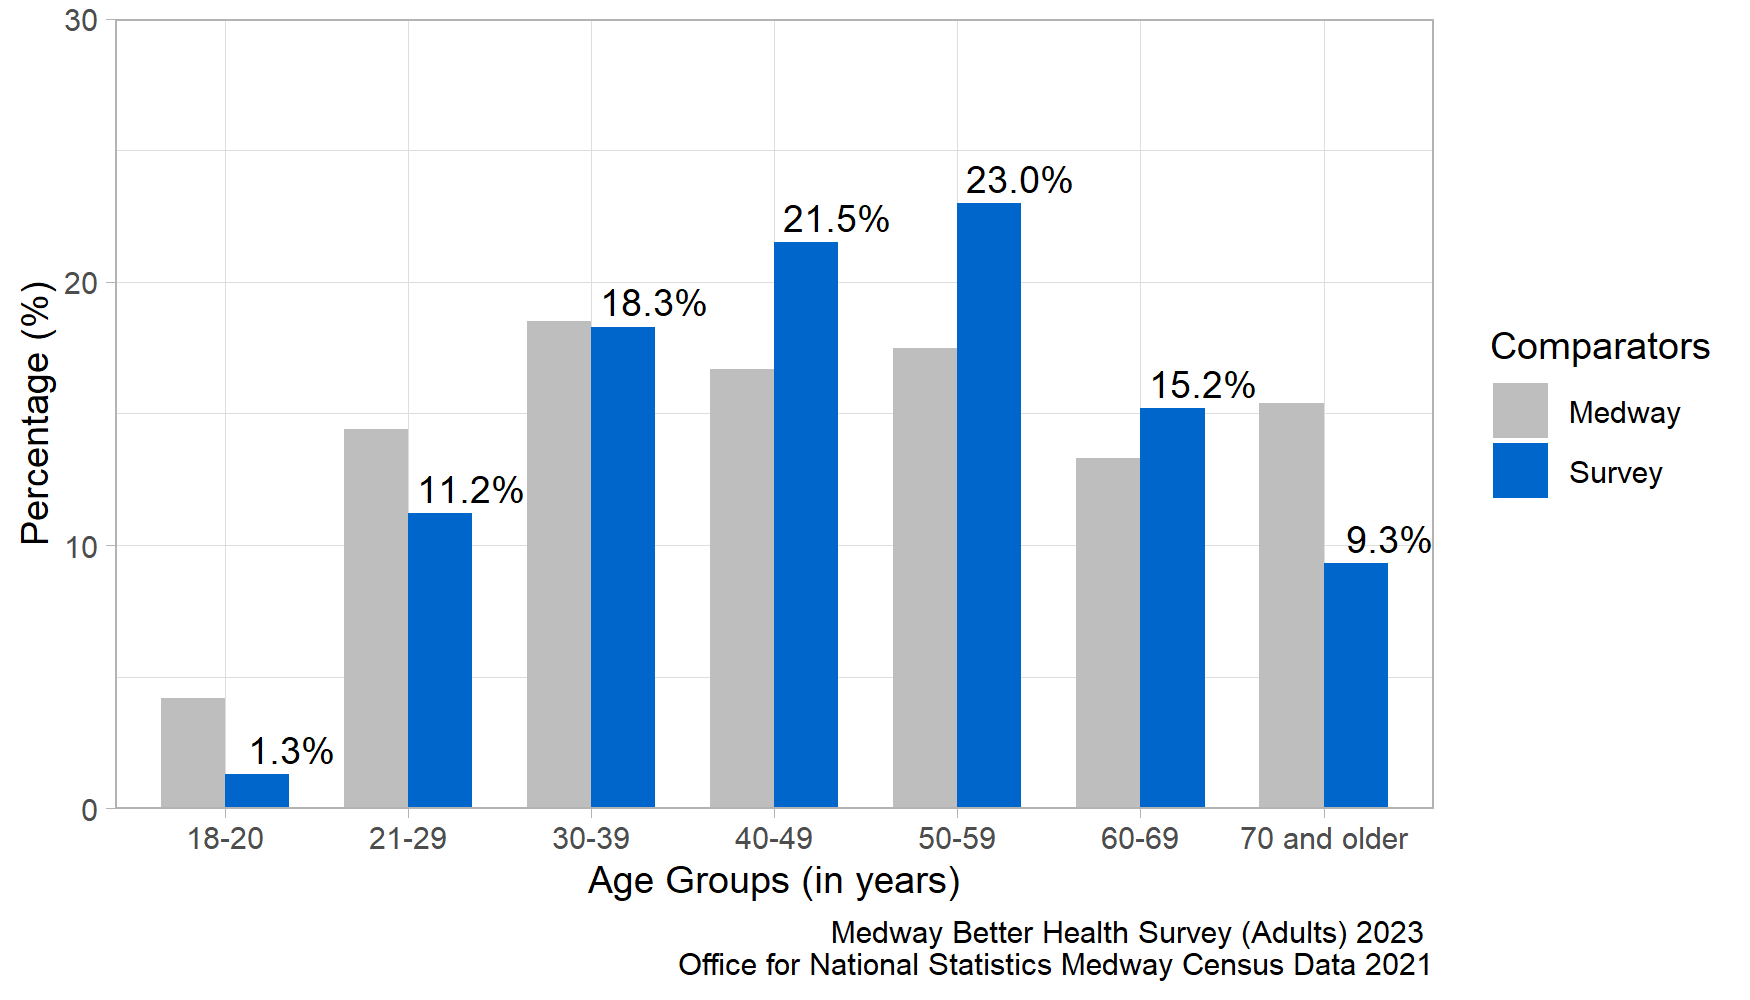 30
20
10
0
Percentage (%)
1.3%
11.2%
18.3%
21.5%
23.0%
15.2%
9.3%
18-20
21-29
30-39
40-49
50-59
60-69
70 and older
Age Groups (in years)
Comparators
Medway
Survey
Medway Better Health Survey (Adults) 2023
Office for National Statistics Medway Census Data 2021